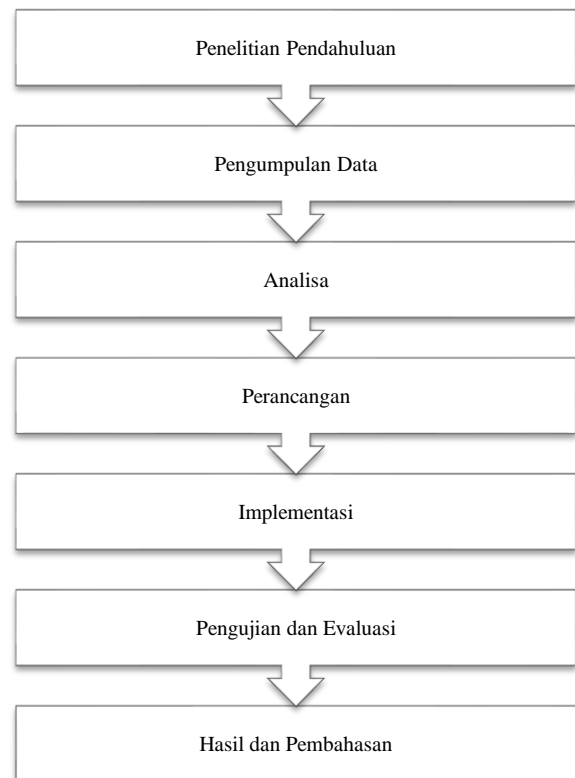 Penelitian Pendahuluan
Pengumpulan Data
Analisa
Perancangan
Implementasi
Pengujian dan Evaluasi
Hasil dan Pembahasan